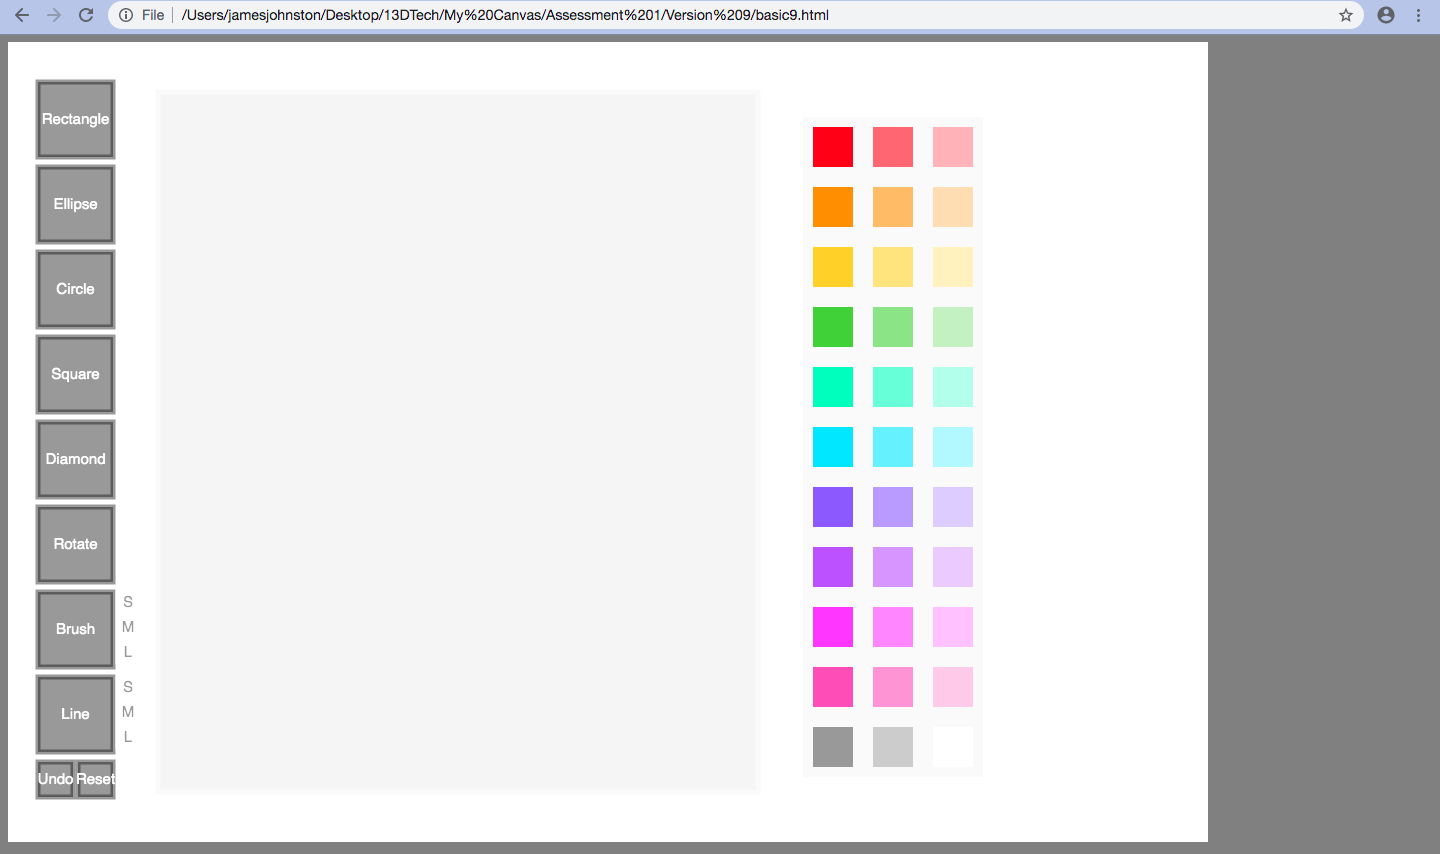 File
/Users/jamesjohnston/Desktop/13DTech/My%20Canvas/Assessment%201/Version%209/basic9.html
Rectangle
Ellipse
Circle
Square
Diamond
Rotate
Brush
S
M
L
Line
S
M
L
Undo Reset